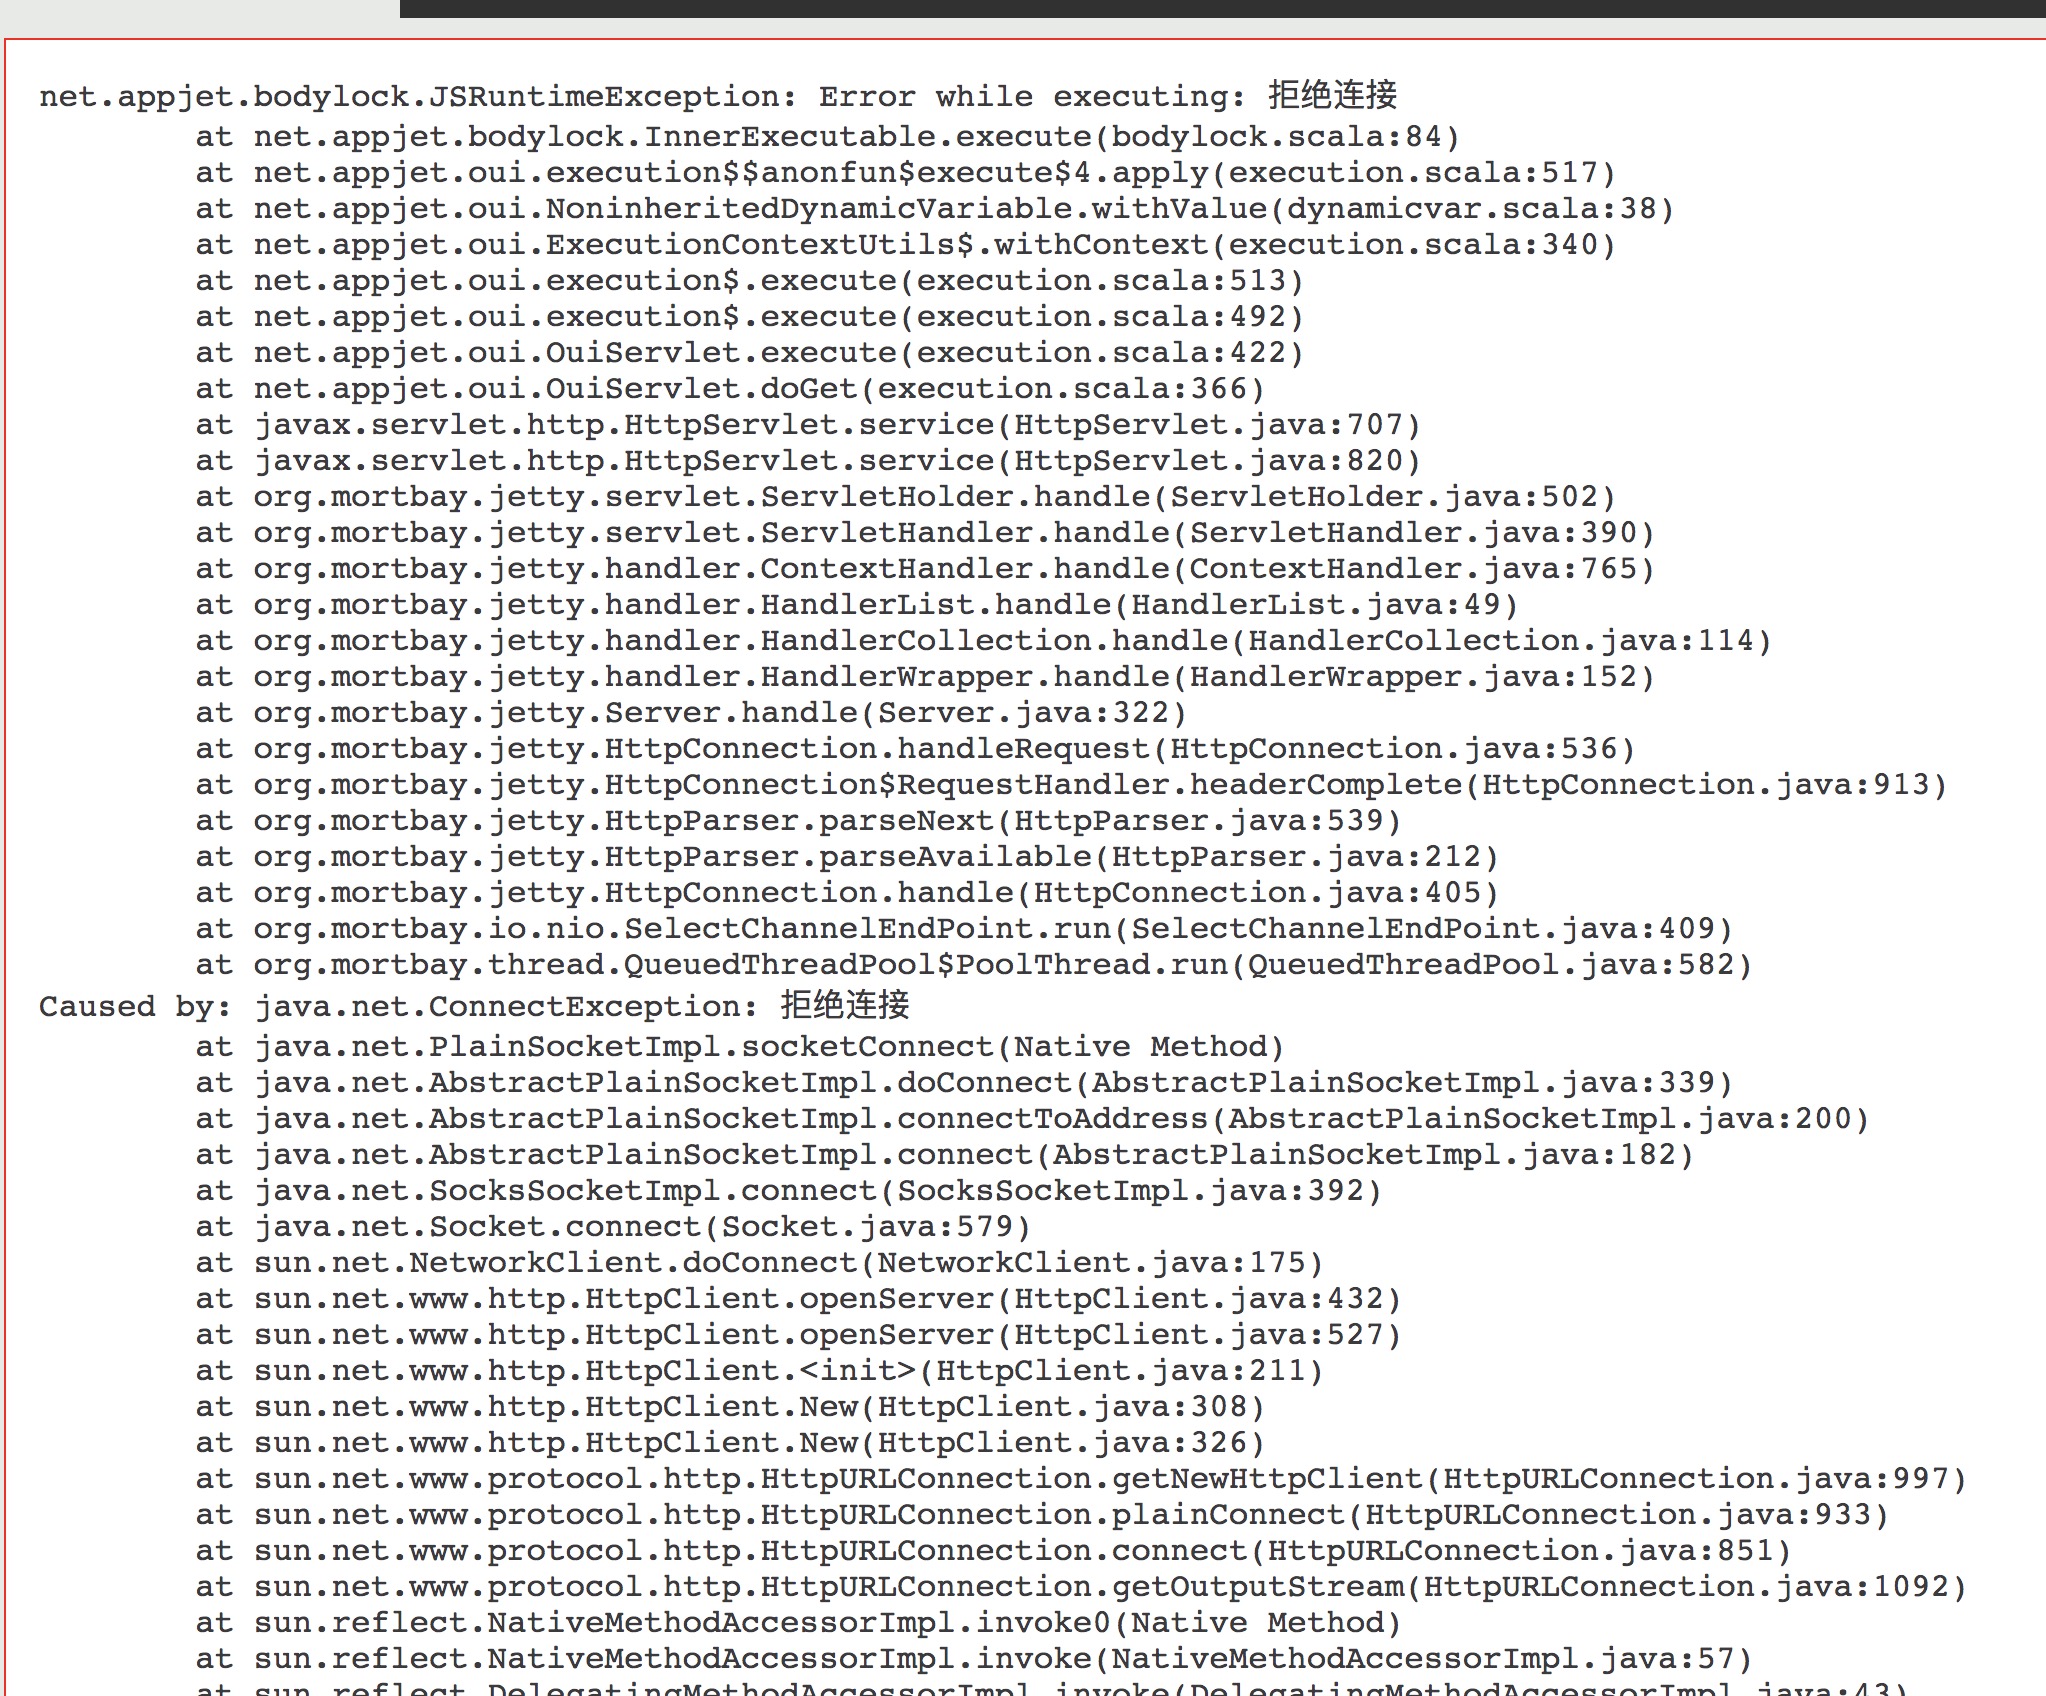 net.appjet.bodylock.JSRuntimeException: Error while executing: 拒绝连接
at net.appjet.bodylock.InnerExecutable.execute(bodylock.scala:84)
at net.appjet.oui.execution$$anonfun$execute$4.apply(execution.scala:517)
at net.appjet.oui.NoninheritedDynamicVariable.withValue(dynamicvar.scala:38)
at net.appjet.oui.ExecutionContextUtils$.withContext(execution.scala:340)
at net.appjet.oui.execution$.execute(execution.scala:513)
at net.appjet.oui.execution$.execute(execution.scala:492)
at net.appjet.oui.OuiServlet.execute(execution.scala:422)
at net.appjet.oui.OuiServlet.doGet(execution.scala:366)
at javax.servlet.http.HttpServlet.service(HttpServlet.java:707)
at javax.servlet.http.HttpServlet.service(HttpServlet.java:820)
at org.mortbay.jetty.servlet.ServletHolder.handle(ServletHolder.java:502)
at org.mortbay.jetty.servlet.ServletHandler.handle(ServletHandler.java:390)
at org.mortbay.jetty.handler.ContextHandler.handle(ContextHandler.java:765)
at org.mortbay.jetty.handler.HandlerList.handle(HandlerList.java:49)
at org.mortbay.jetty.handler.HandlerCollection.handle(HandlerCollection.java:114)
at org.mortbay.jetty.handler.HandlerWrapper.handle(HandlerWrapper.java:152)
at org.mortbay.jetty.Server.handle(Server.java:322)
at org.mortbay.jetty.HttpConnection.handleRequest(HttpConnection.java:536)
at org.mortbay.jetty.HttpConnection$RequestHandler.headerComplete(HttpConnection.java:913)
at org.mortbay.jetty.HttpParser.parseNext(HttpParser.java:539)
at org.mortbay.jetty.HttpParser.parseAvailable(HttpParser.java:212)
at org.mortbay.jetty.HttpConnection.handle(HttpConnection.java:405)
at org.mortbay.io.nio.SelectChannelEndPoint.run(SelectChannelEndPoint.java:409)
at org.mortbay.thread.QueuedThreadPool$PoolThread.run(QueuedThreadPool.java:582)
Caused by: java.net.ConnectException: 拒绝连接
at java.net.PlainSocketImpl.socketConnect(Native Method)
at java.net.AbstractPlainSocketImpl.doConnect(AbstractPlainSocketImpl.java:339)
at java.net.AbstractPlainSocketImpl.connectToAddress(AbstractPlainSocketImpl.java:200)
at java.net.AbstractPlainSocketImpl.connect(AbstractPlainSocketImpl.java:182)
at java.net.SocksSocketImpl.connect(SocksSocketImpl.java:392)
at java.net.Socket.connect(Socket.java:579)
at sun.net.NetworkClient.doConnect(NetworkClient.java:175)
at sun.net.www.http.HttpClient.openServer(HttpClient.java:432)
at sun.net.www.http.HttpClient.openServer(HttpClient.java:527)
at sun.net.www.http.HttpClient.<init>(HttpClient.java:211)
at sun.net.www.http.HttpClient.New(HttpClient.java:308)
at sun.net.www.http.HttpClient.New(HttpClient.java:326)
at sun.net.www.protocol.http.HttpURLConnection.getNewHttpClient(HttpURLConnection.java:997)
at sun.net.www.protocol.http.HttpURLConnection.plainConnect(HttpURLConnection.java:933)
at sun.net.www.protocol.http.HttpURLConnection.connect(HttpURLConnection.java:851)
at sun.net.www.protocol.http.HttpURLConnection.getOutputStream(HttpURLConnection.java:1092)
at sun.reflect.NativeMethodAccessorImpl.invoke0(Native Method)
at sun.reflect.NativeMethodAccessorImpl.invoke(NativeMethodAccessorImpl.java:57)
at sun.reflect.DelegatingMethodAccessorImpl.invoke(DelegatingMethodAccessorImpl.java:43)